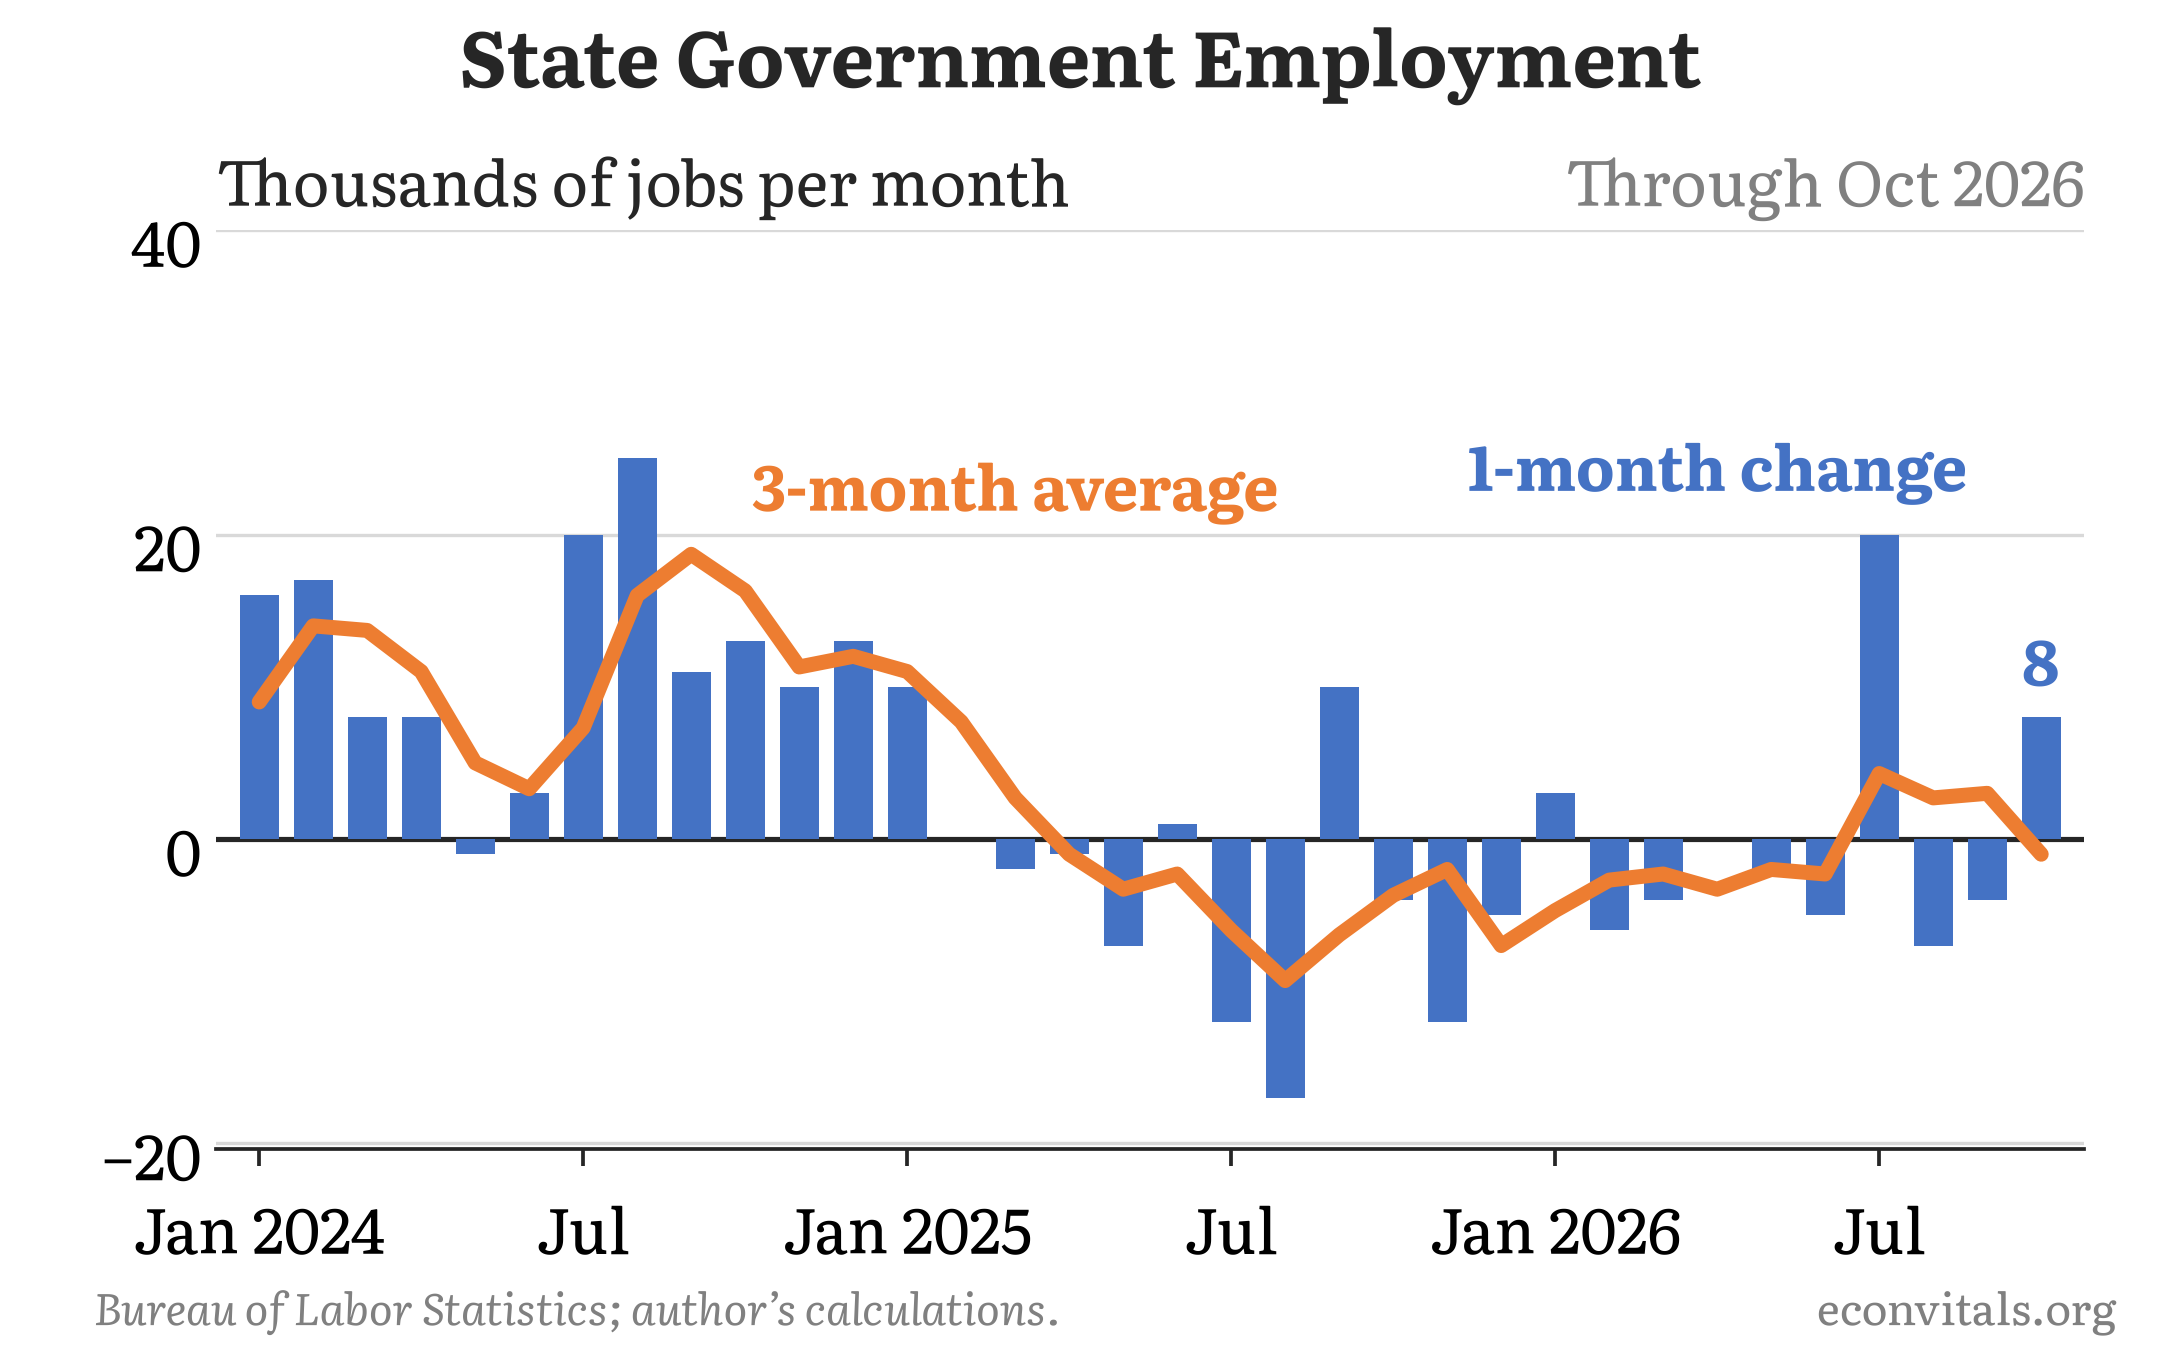 State Government Employment
Thousands of jobs per month
Through Oct 2026
40
3-month average
1-month change
20
8
0
−20
Jan 2024
Jul
Jan 2025
Jul
Jan 2026
Jul
Bureau of Labor Statistics; author’s calculations.
econvitals.org